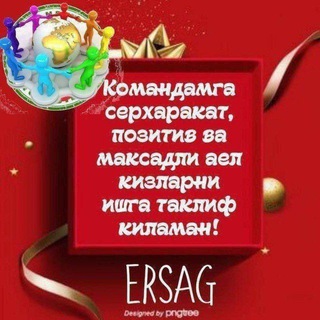 Командамга
серхаракат,
позитив ва
максадли аел
кизларни
ишга таклиф
киламан!
ERSAG
Designed by pngtree